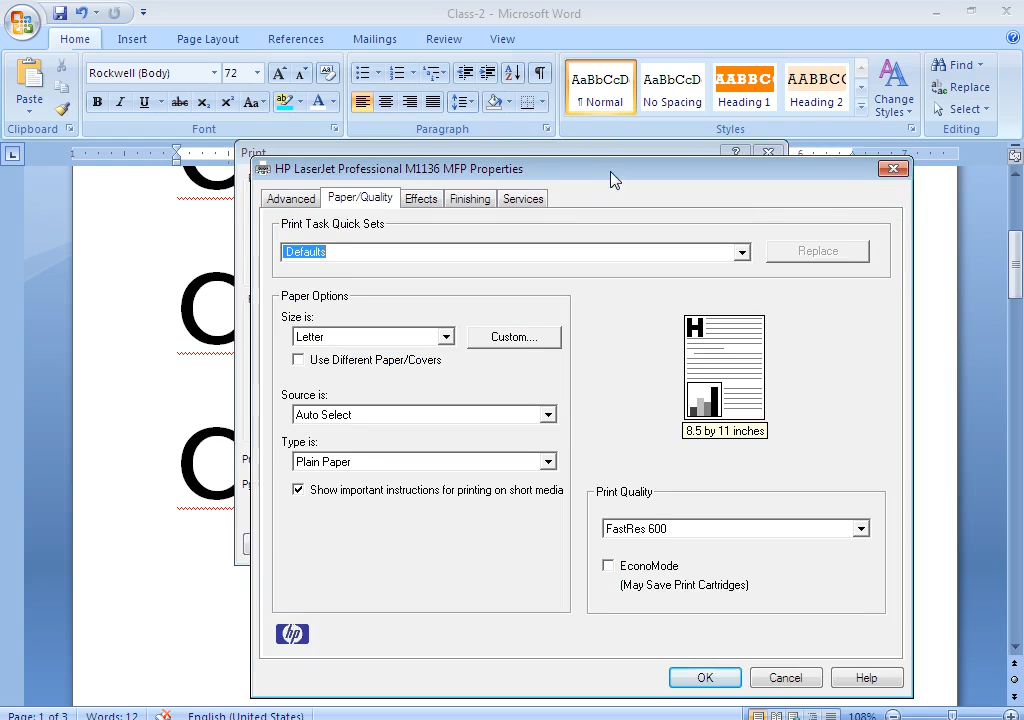 Class-2 - Microsoft Word
Home Insert Page Layout References Mailings Review View
Paste
Rockwell (Body) 72
AaBbCcD AaBbCcD AABBC AABBCC
¶ Normal No Spacing Heading 1 Heading 2
Change Styles
Find
Replace
Select
Clipboard Font Paragraph Styles Editing
Print
HP LaserJet Professional M1136 MFP Properties
Advanced Paper/Quality Effects Finishing Services
Print Task Quick Sets
Defaults Replace
Paper Options
Size is:
Letter Custom....
Use Different Paper/Covers
Source is:
Auto Select
Type is:
Plain Paper
Show important instructions for printing on short media
H
8.5 by 11 inches
Print Quality
FastRes 600
EconoMode
(May Save Print Cartridges)
hp
OK Cancel Help
Page: 1 of 3 Words: 12 English (United States) 108%